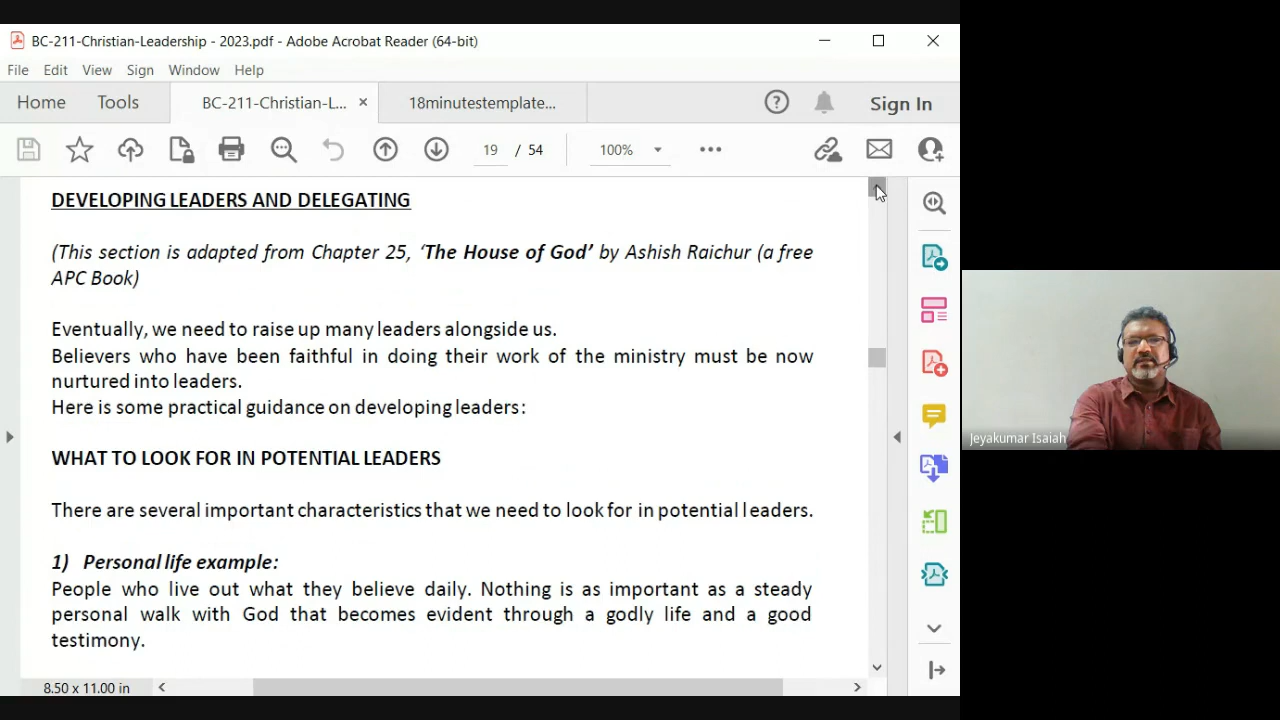 BC-211-Christian-Leadership - 2023.pdf - Adobe Acrobat Reader (64-bit)
File Edit View Sign Window Help
Home Tools BC-211-Christian-L... × 18minutestemplate... Sign In
19 / 54 100%
DEVELOPING LEADERS AND DELEGATING
(This section is adapted from Chapter 25, ‘The House of God’ by Ashish Raichur (a free
APC Book)
Eventually, we need to raise up many leaders alongside us.
Believers who have been faithful in doing their work of the ministry must be now
nurtured into leaders.
Here is some practical guidance on developing leaders:
WHAT TO LOOK FOR IN POTENTIAL LEADERS
There are several important characteristics that we need to look for in potential leaders.
1) Personal life example:
People who live out what they believe daily. Nothing is as important as a steady
personal walk with God that becomes evident through a godly life and a good
testimony.
8.50 x 11.00 in
Jeyakumar Isaiah